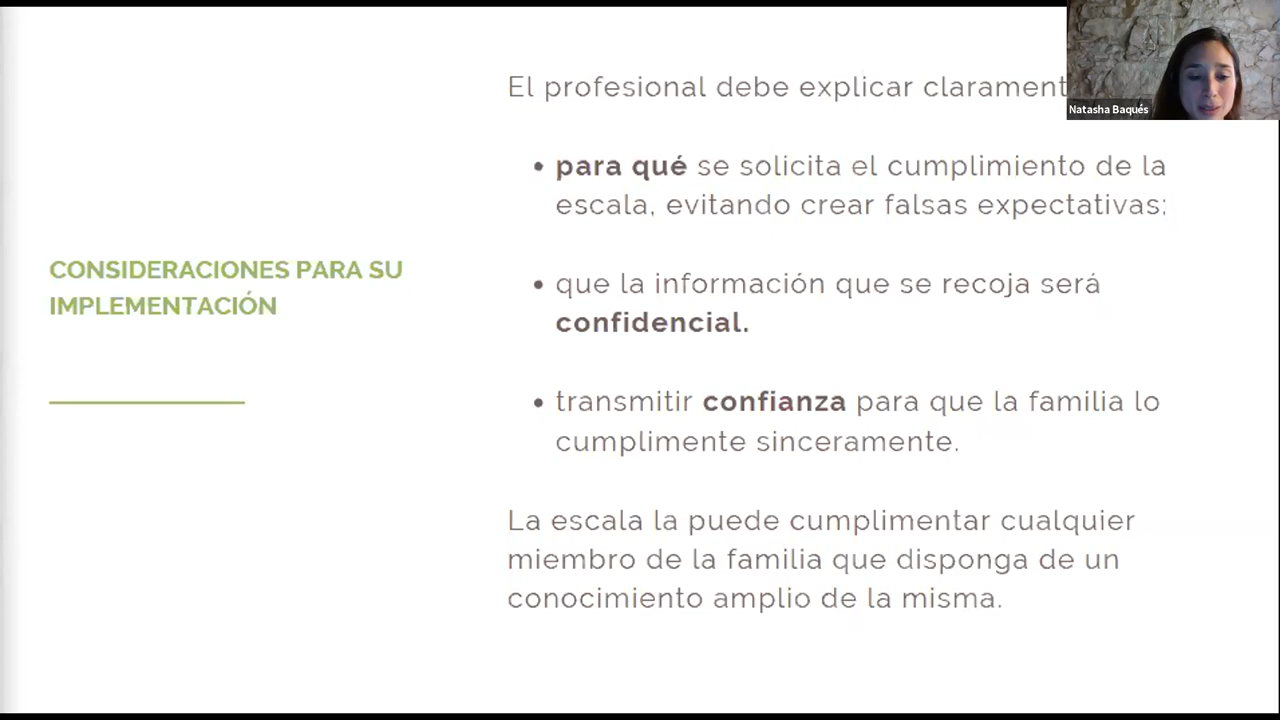 Natasha Baqués
El profesional debe explicar clarament
• para qué se solicita el cumplimiento de la
escala, evitando crear falsas expectativas;
• que la información que se recoja será
confidencial.
• transmitir confianza para que la familia lo
cumplimente sinceramente.
La escala la puede cumplimentar cualquier
miembro de la familia que disponga de un
conocimiento amplio de la misma.
CONSIDERACIONES PARA SU
IMPLEMENTACIÓN